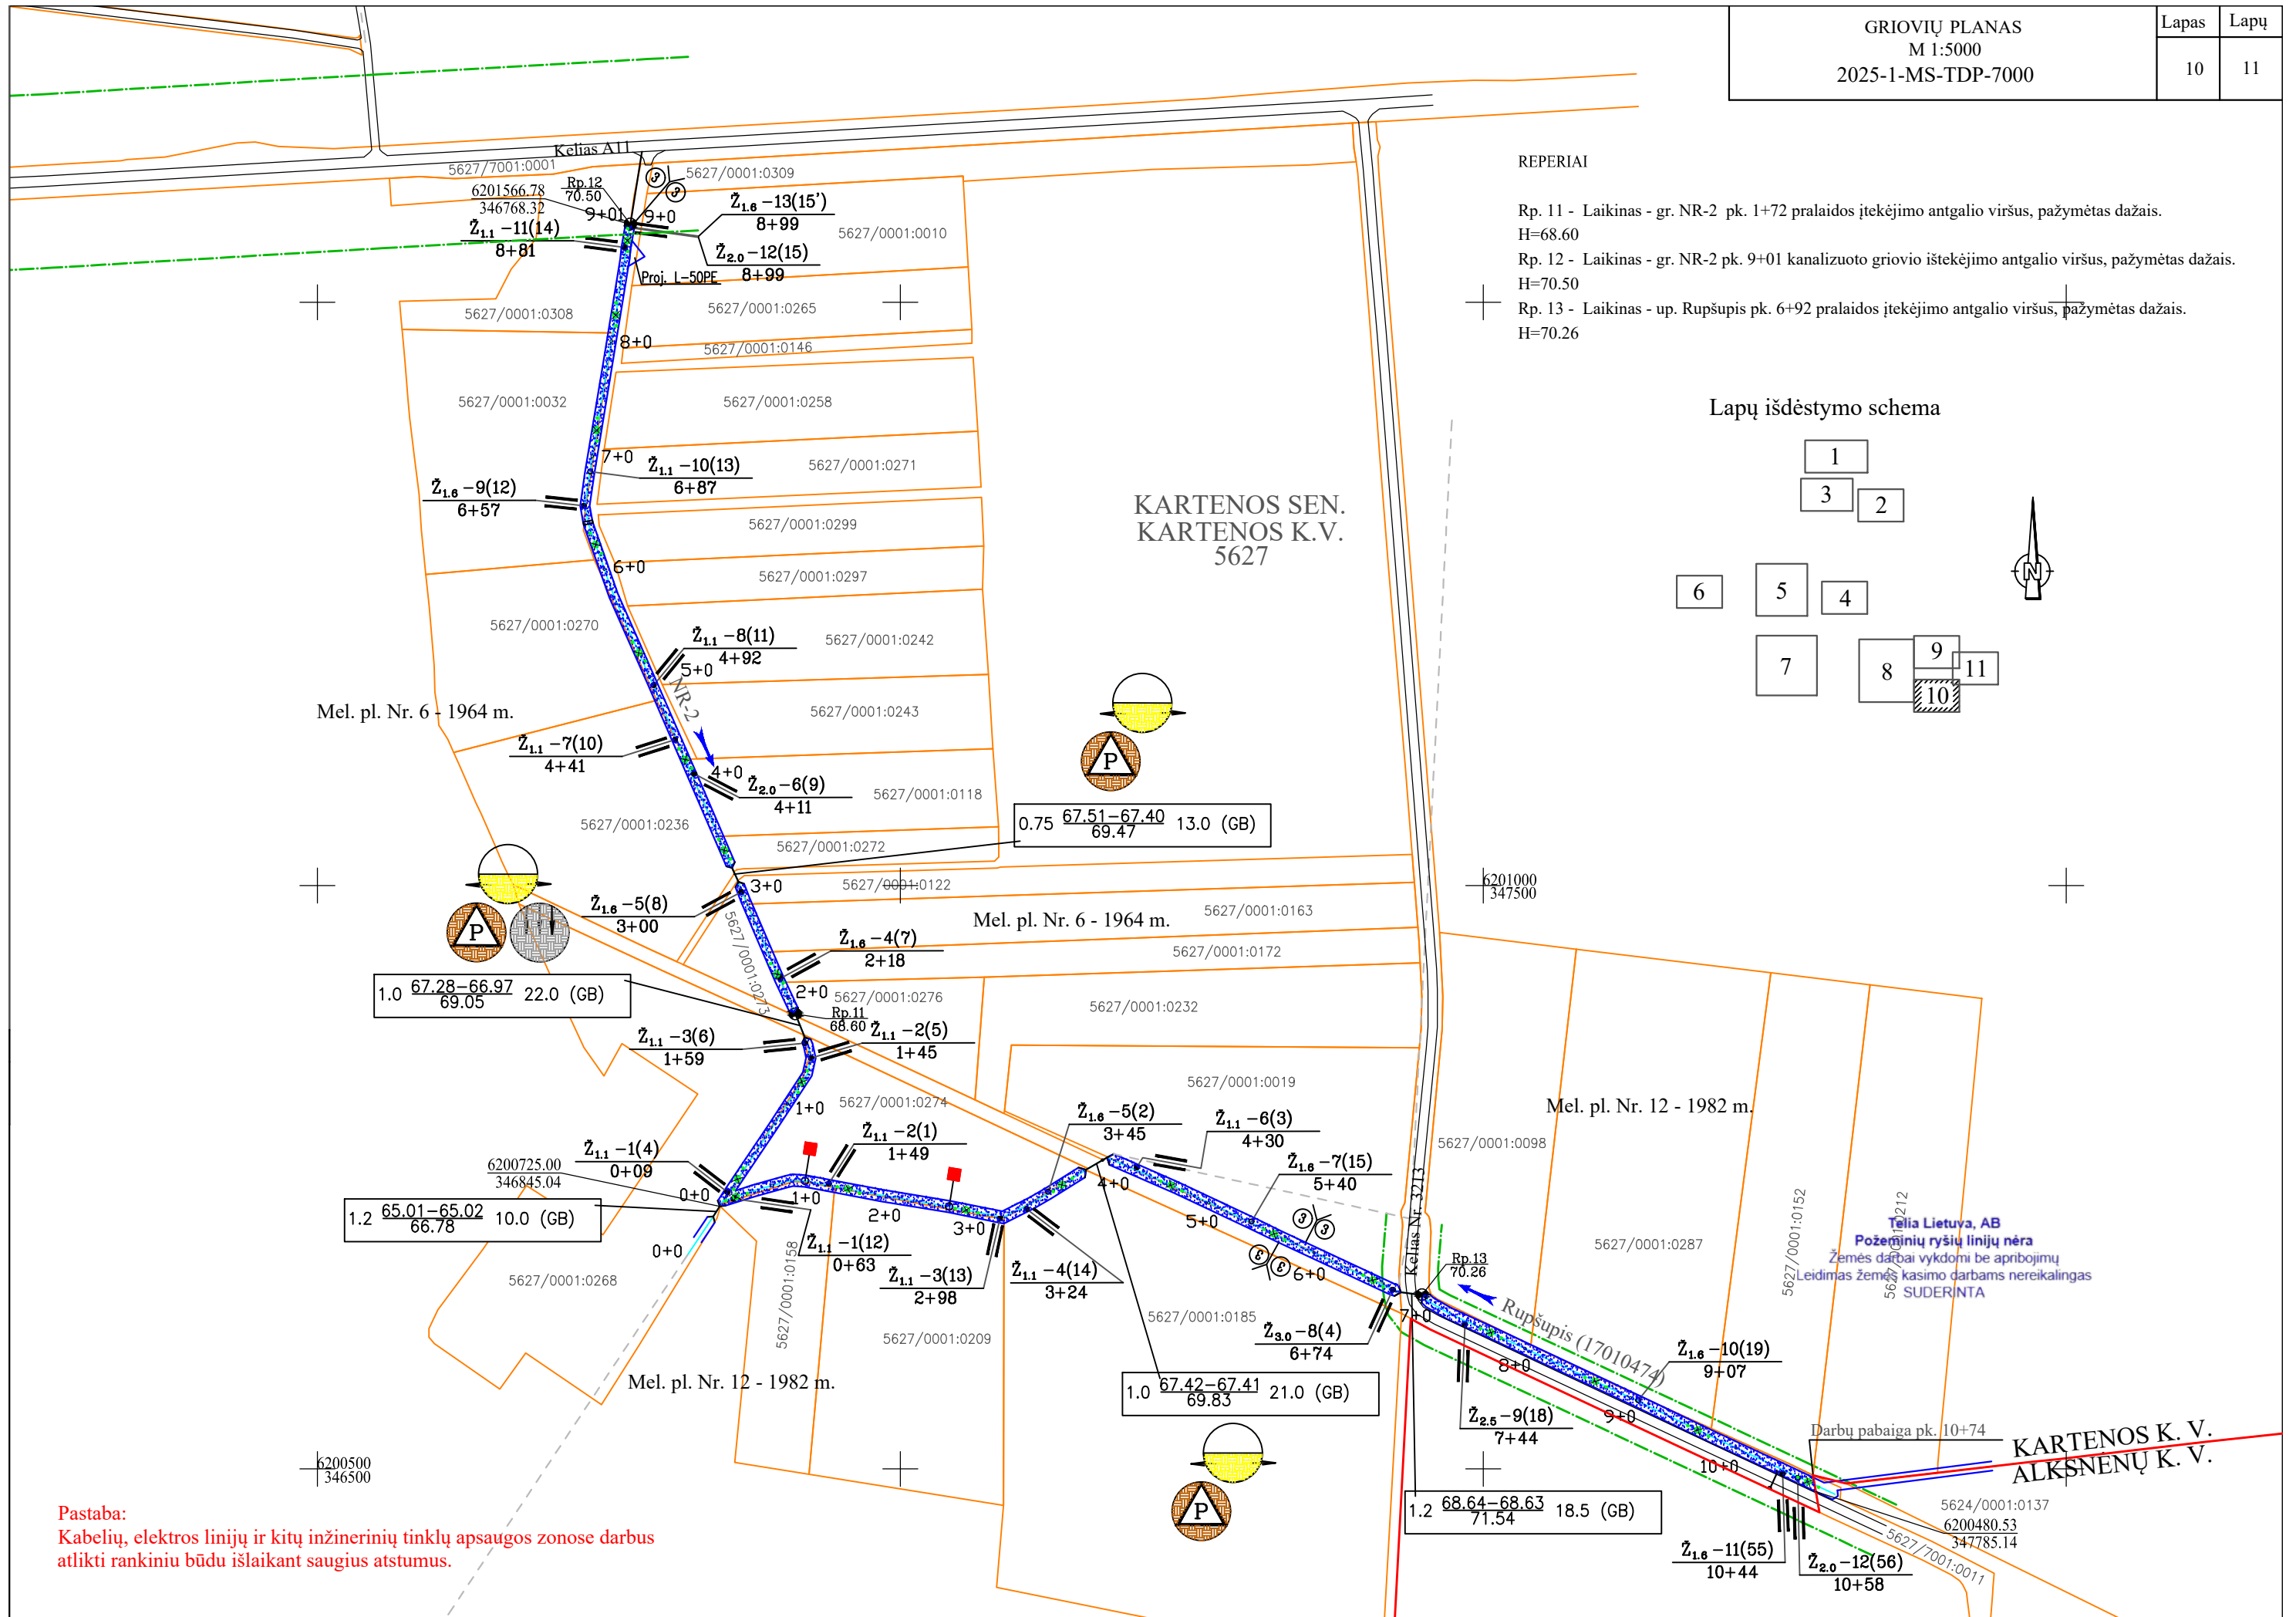 GRIOVIŲ PLANAS
M 1:5000
2025-1-MS-TDP-7000
Lapas
Lapų
10
11
REPERIAI
Rp. 11 - Laikinas - gr. NR-2 pk. 1+72 pralaidos įtekėjimo antgalio viršus, pažymėtas dažais.
H=68.60
Rp. 12 - Laikinas - gr. NR-2 pk. 9+01 kanalizuoto griovio ištekėjimo antgalio viršus, pažymėtas dažais.
H=70.50
Rp. 13 - Laikinas - up. Rupšupis pk. 6+92 pralaidos įtekėjimo antgalio viršus, pažymėtas dažais.
H=70.26
Lapų išdėstymo schema
1
3
2
6
5
4
7
8
9
11
10
N
Kelias A11
5627/7001:0001
5627/0001:0309
6201566.78
346768.32
Rp.12
70.50
9+01
9+0
3
3
Ž1.6 -13(15')
8+99
Ž1.1 -11(14)
8+81
Ž2.0 -12(15)
8+99
5627/0001:0010
Proj. L-50PE
5627/0001:0308
5627/0001:0265
8+0
5627/0001:0146
5627/0001:0032
5627/0001:0258
7+0
Ž1.1 -10(13)
6+87
5627/0001:0271
Ž1.6 -9(12)
6+57
5627/0001:0299
KARTENOS SEN.
KARTENOS K.V.
5627
6+0
5627/0001:0297
5627/0001:0270
Ž1.1 -8(11)
4+92
5627/0001:0242
5+0
NR-2
Mel. pl. Nr. 6 - 1964 m.
5627/0001:0243
Ž1.1 -7(10)
4+41
4+0
Ž2.0 -6(9)
4+11
5627/0001:0118
P
5627/0001:0236
0.75 67.51-67.40 13.0 (GB)
69.47
5627/0001:0272
3+0
5627/0001:0122
6201000
347500
Ž1.6 -5(8)
3+00
P
5627/0001:0163
Mel. pl. Nr. 6 - 1964 m.
5627/0001:0273
Ž1.6 -4(7)
2+18
5627/0001:0172
1.0 67.28-66.97 22.0 (GB)
69.05
2+0
5627/0001:0276
Rp.11
68.60
5627/0001:0232
Ž1.1 -3(6)
1+59
Ž1.1 -2(5)
1+45
5627/0001:0019
1+0
5627/0001:0274
Ž1.6 -5(2)
3+45
Ž1.1 -6(3)
4+30
Mel. pl. Nr. 12 - 1982 m.
5627/0001:0098
Ž1.1 -1(4)
0+09
Ž1.1 -2(1)
1+49
6200725.00
346845.04
0+0
1+0
2+0
3+0
4+0
5+0
Ž1.6 -7(15)
5+40
Kelias Nr. 3213
3
3
3
3
6+0
1.2 65.01-65.02 10.0 (GB)
66.78
0+0
5627/0001:0268
5627/0001:0158
Ž1.1 -1(12)
0+63
Ž1.1 -3(13)
2+98
Ž1.1 -4(14)
3+24
5627/0001:0209
5627/0001:0185
Ž3.0 -8(4)
6+74
7+0
Rp.13
70.26
5627/0001:0287
5627/0001:0152
5627/0001:0212
Telia Lietuva, AB
Požeminių ryšių linijų nėra
Žemės darbai vykdomi be apribojimų
Leidimas žemės kasimo darbams nereikalingas
SUDERINTA
Rupšupis (17010474)
Ž1.6 -10(19)
9+07
8+0
Mel. pl. Nr. 12 - 1982 m.
1.0 67.42-67.41 21.0 (GB)
69.83
P
Ž2.5 -9(18)
7+44
9+0
Darbų pabaiga pk. 10+74
KARTENOS K. V.
ALKSNĖNŲ K. V.
10+0
6200500
346500
1.2 68.64-68.63 18.5 (GB)
71.54
5624/0001:0137
6200480.53
347785.14
5627/7001:0011
Ž1.6 -11(55)
10+44
Ž2.0 -12(56)
10+58
Pastaba:
Kabelių, elektros linijų ir kitų inžinerinių tinklų apsaugos zonose darbus
atlikti rankiniu būdu išlaikant saugius atstumus.